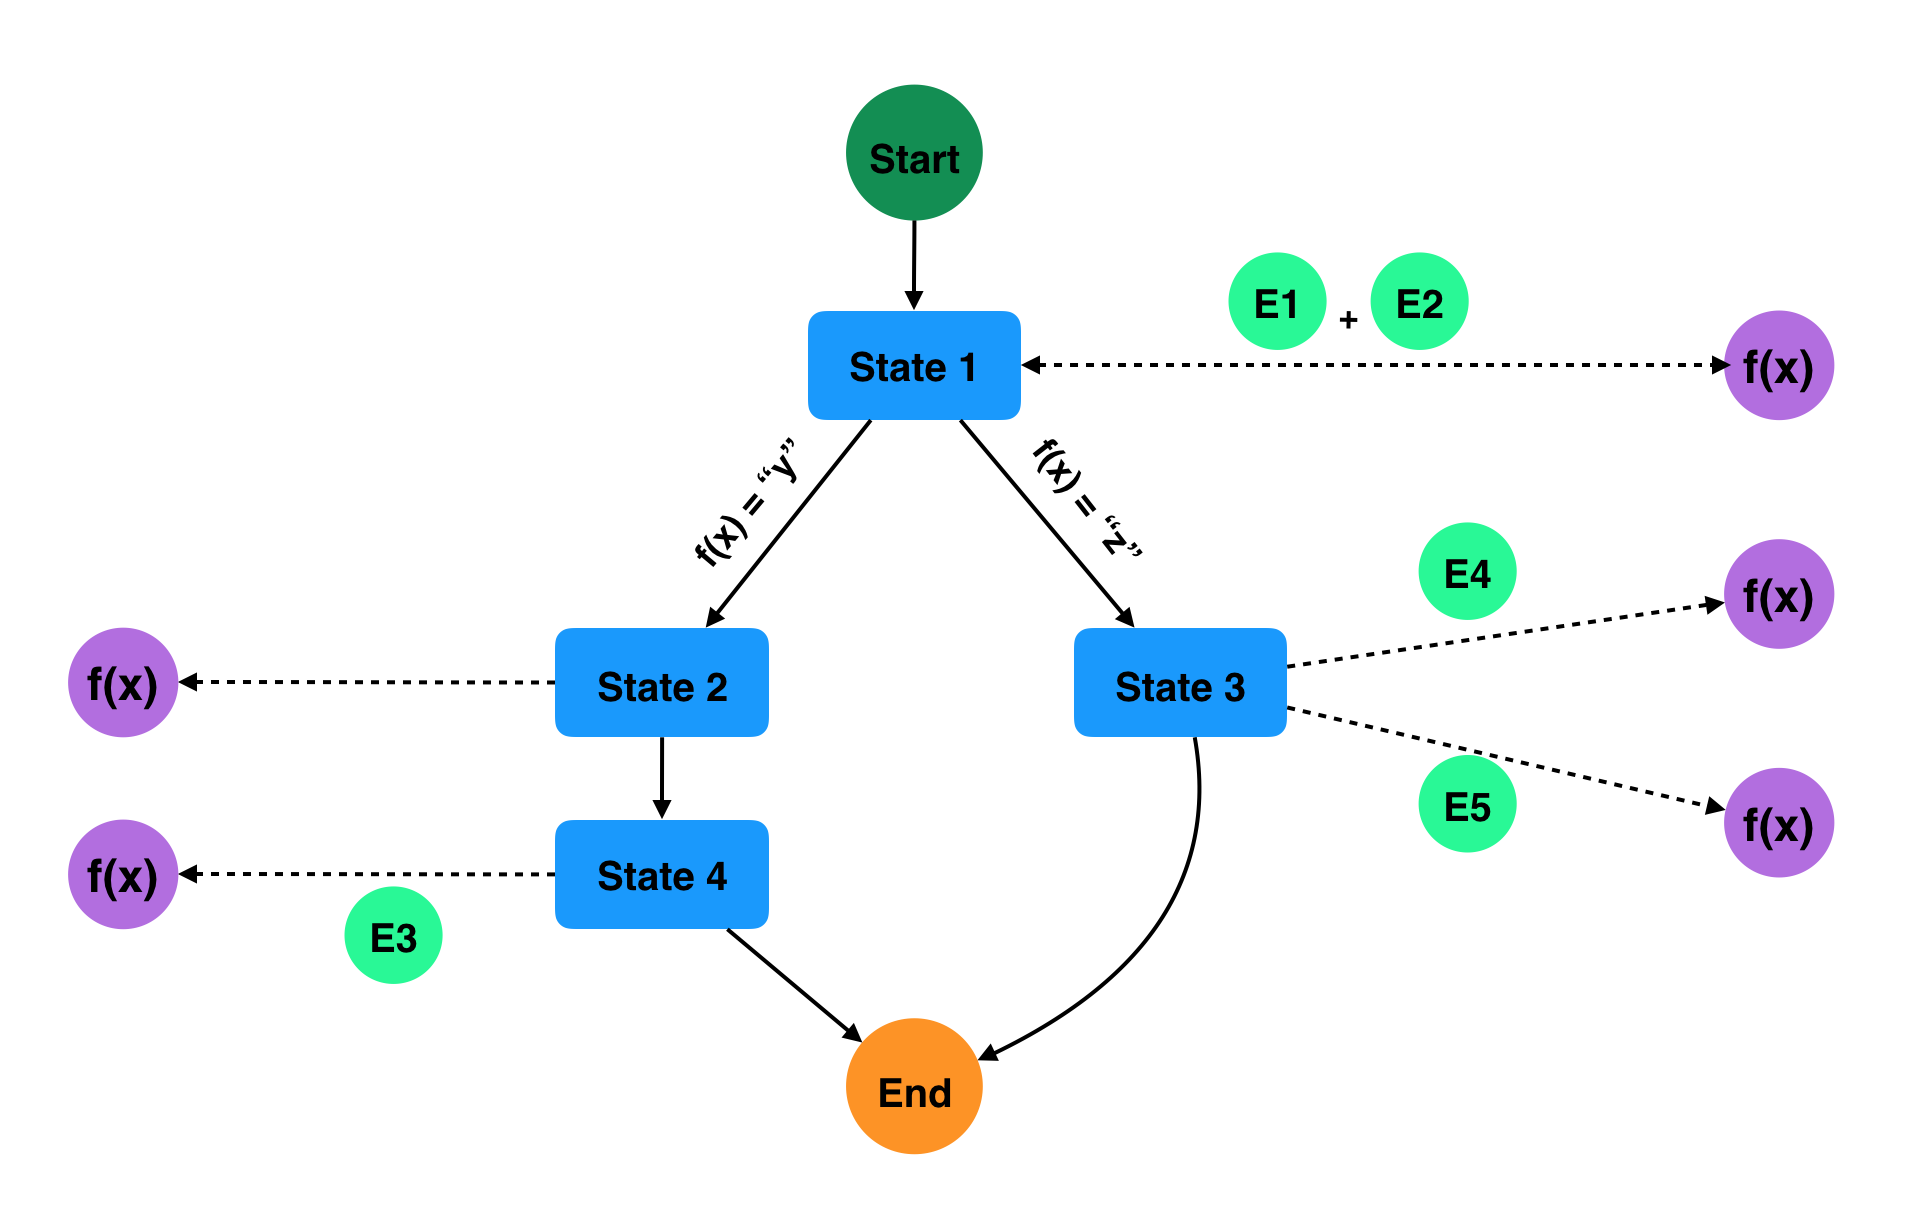 Start
E1 + E2
State 1
f(x)
f(x) = “y”
f(x) = “z”
E4
f(x)
f(x)
State 2
State 3
E5
f(x)
f(x)
State 4
E3
End